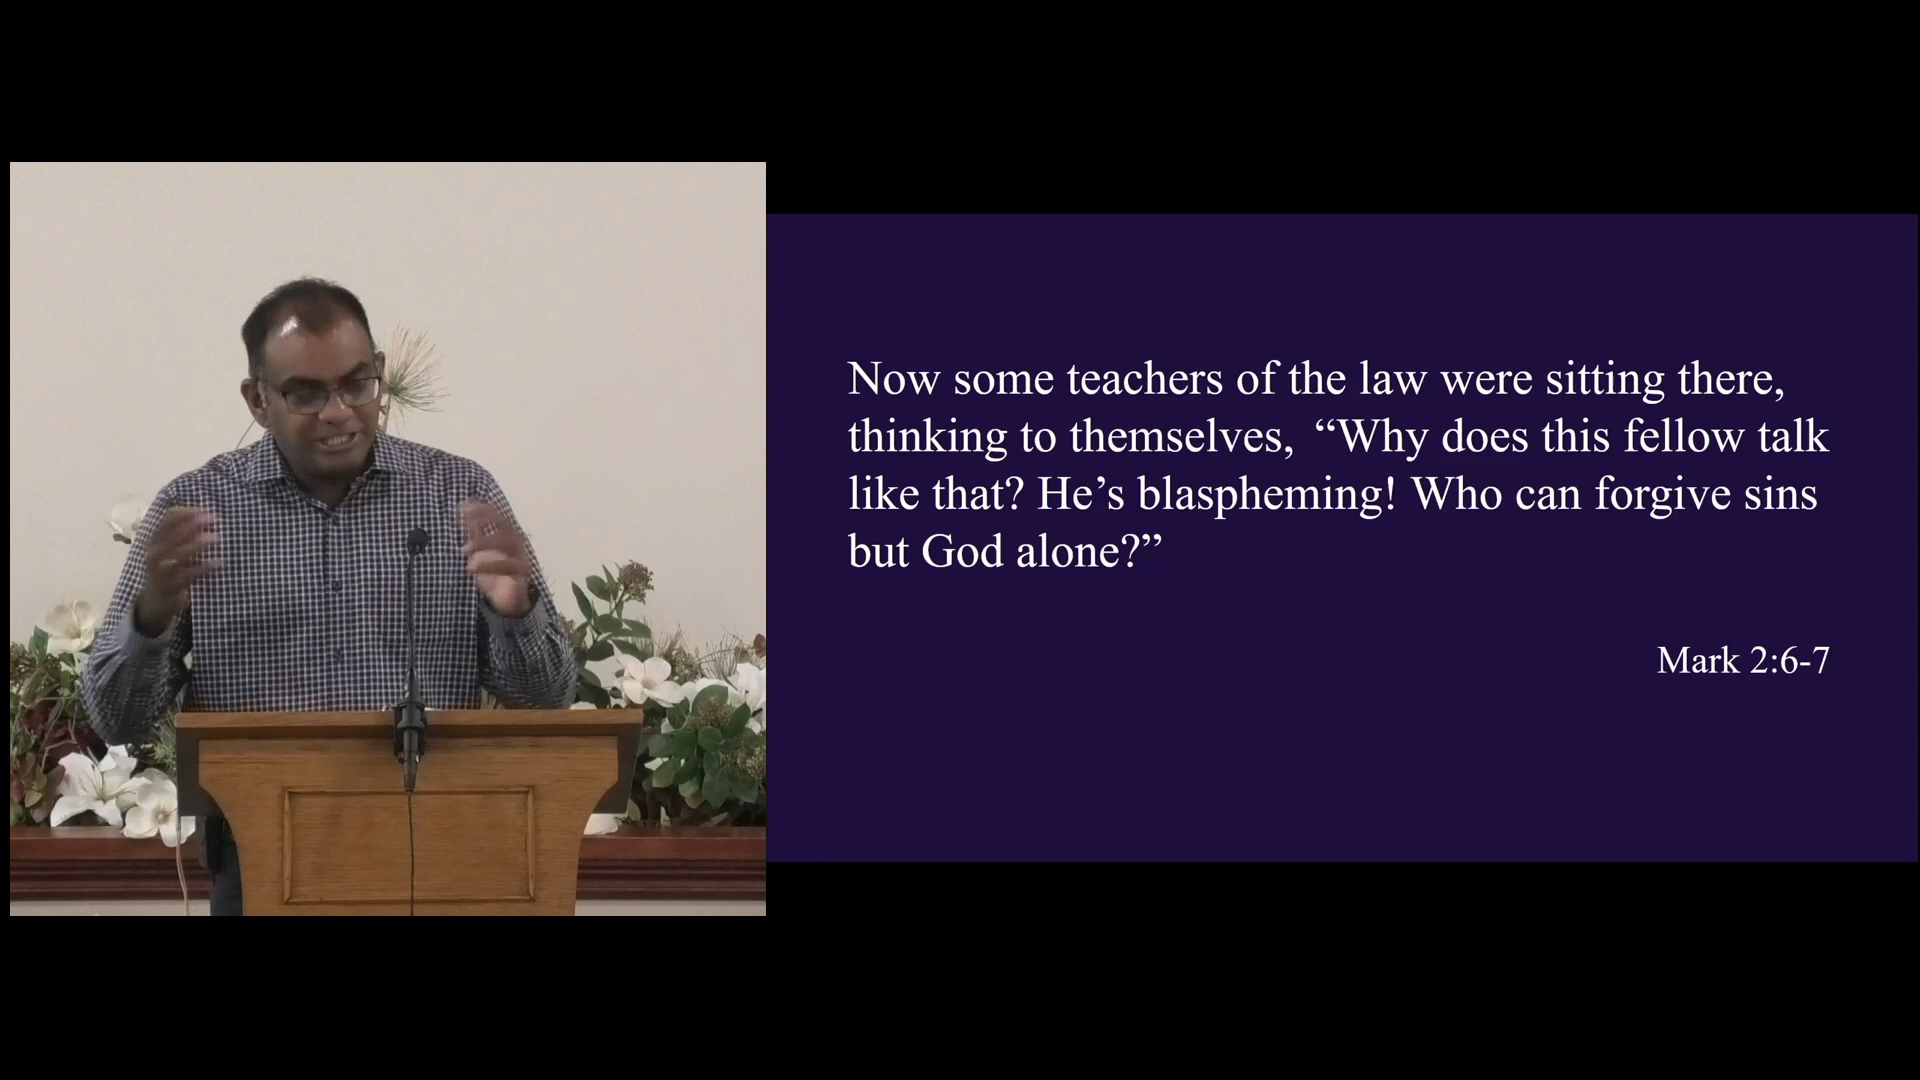 Now some teachers of the law were sitting there,
thinking to themselves, “Why does this fellow talk
like that? He’s blaspheming! Who can forgive sins
but God alone?”
Mark 2:6-7